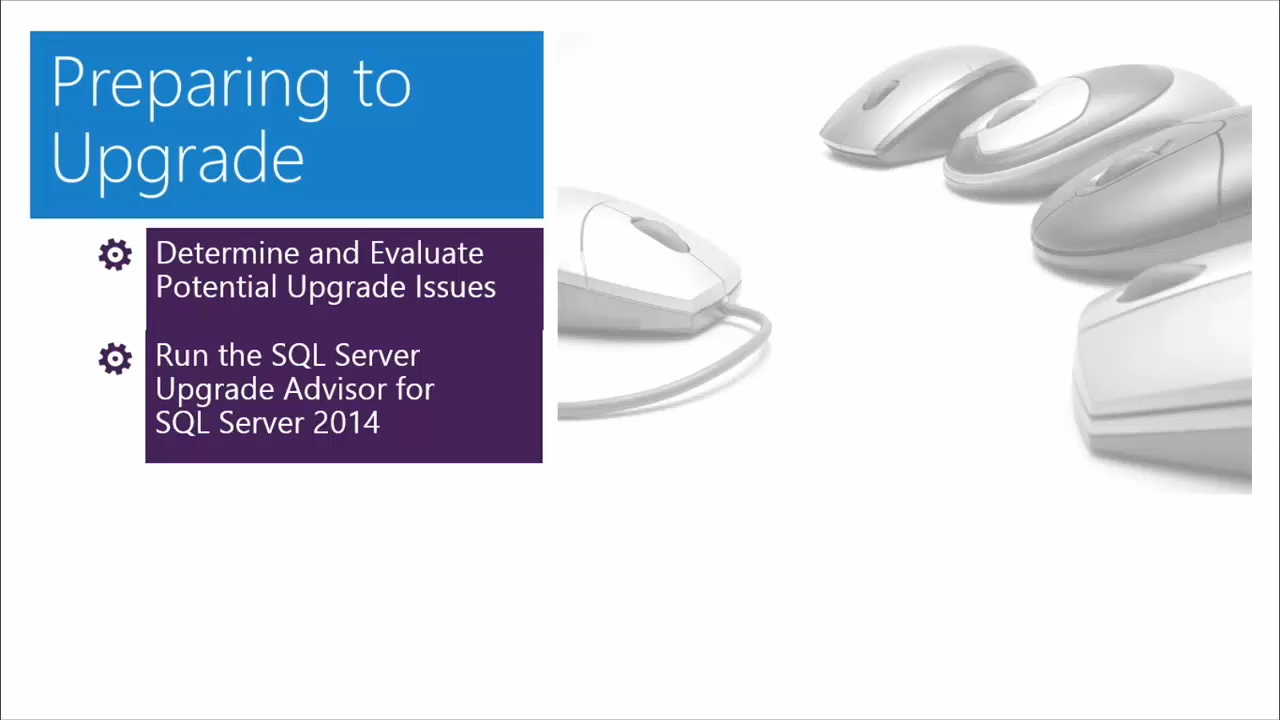 Preparing to
Upgrade
Determine and Evaluate
Potential Upgrade Issues
Run the SQL Server
Upgrade Advisor for
SQL Server 2014